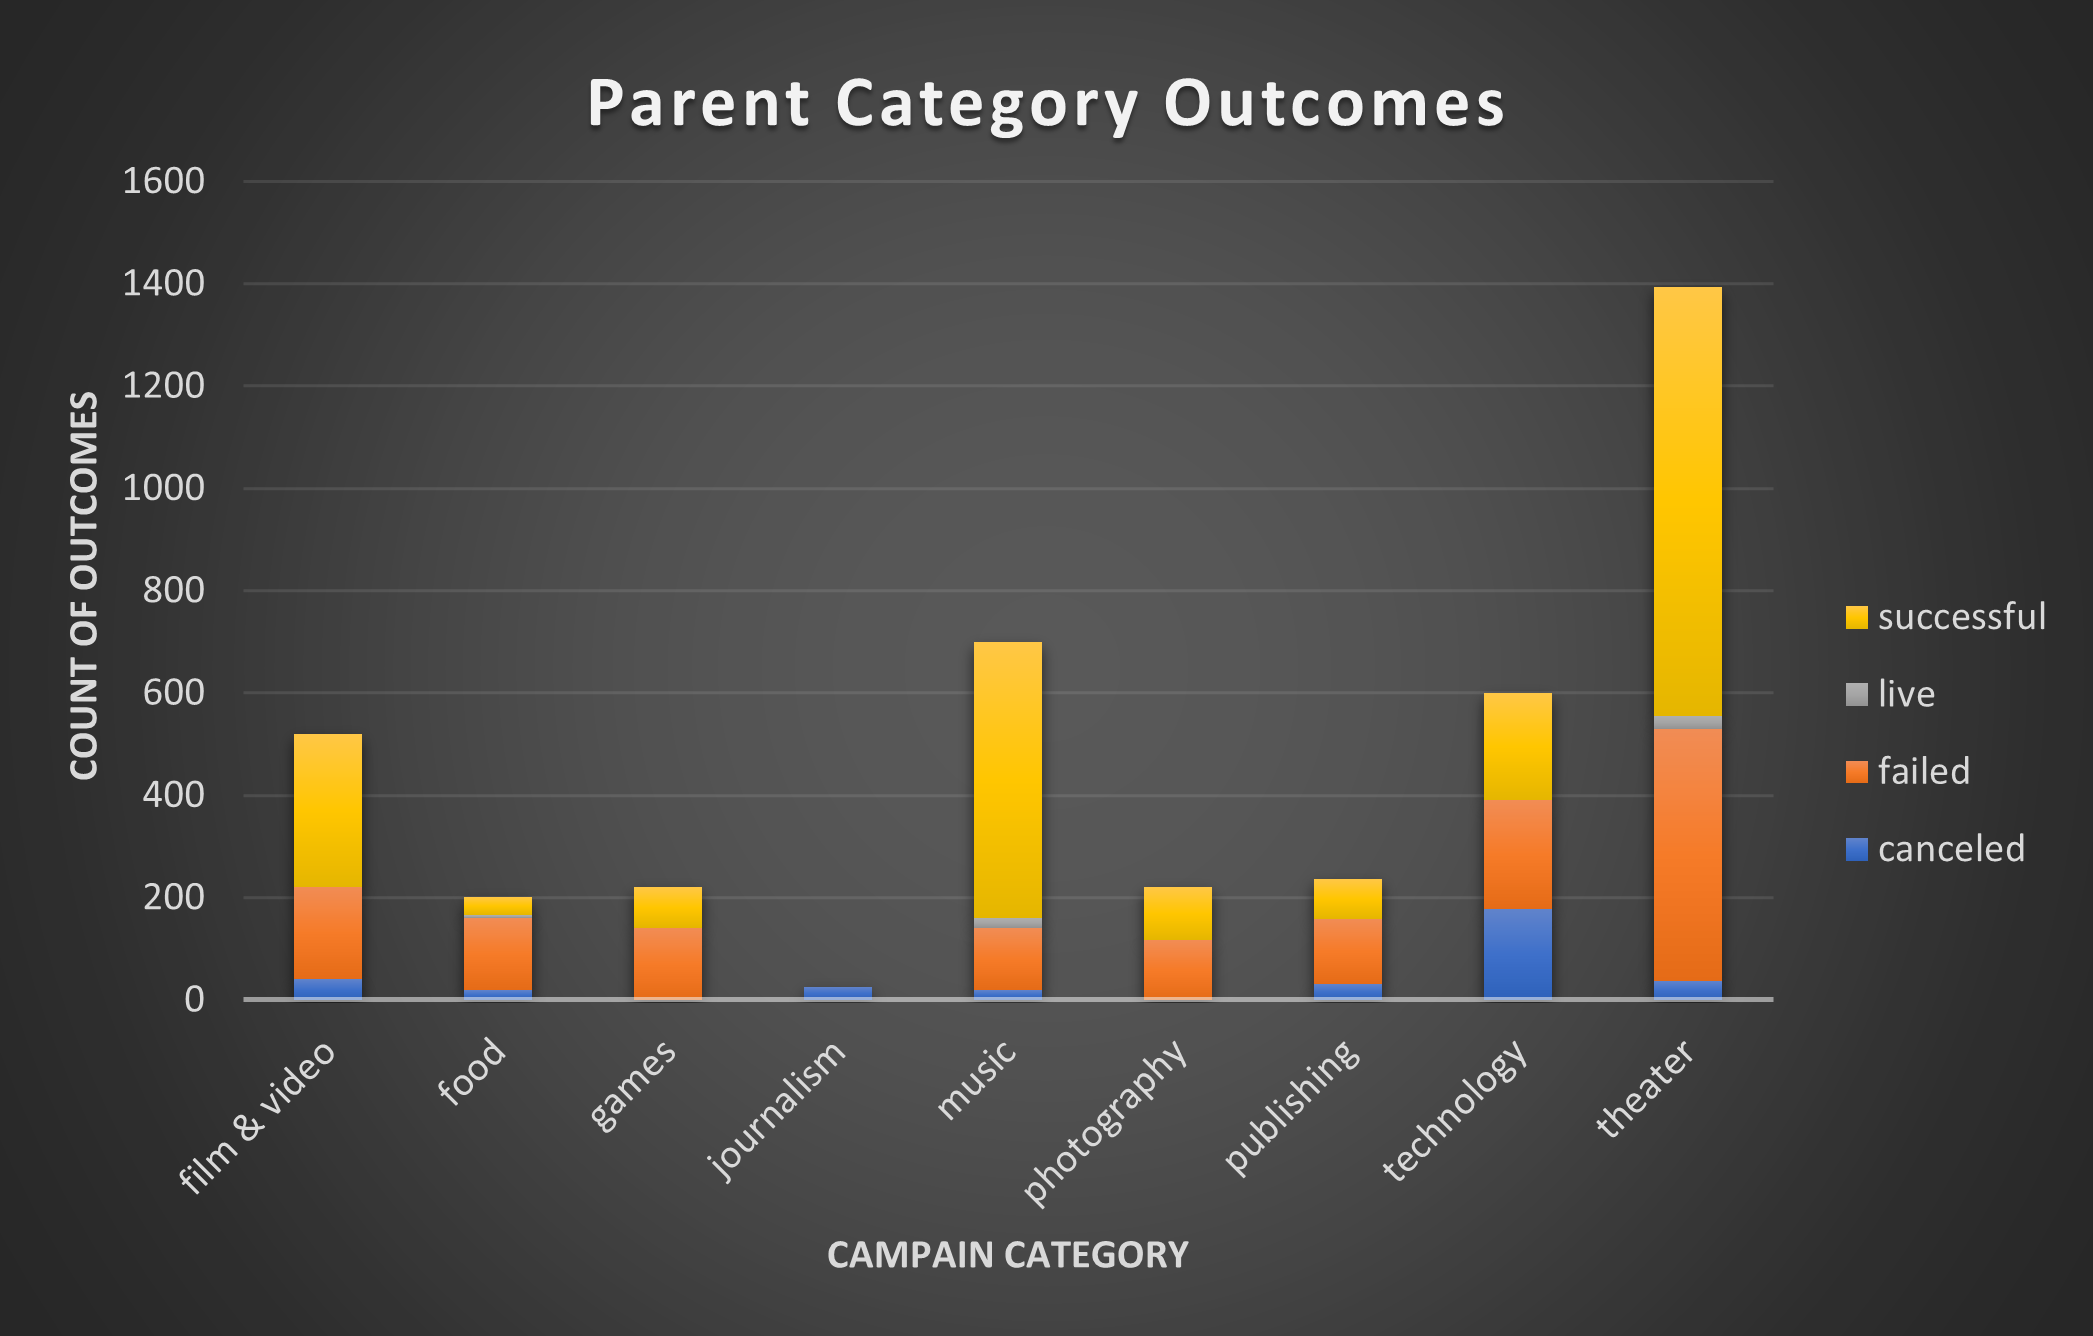 Parent Category Outcomes
1600
1400
1200
1000
800
600
400
200
0
COUNT OF OUTCOMES
film & video
food
games
journalism
music
photography
publishing
technology
theater
CAMPAIN CATEGORY
successful
live
failed
canceled